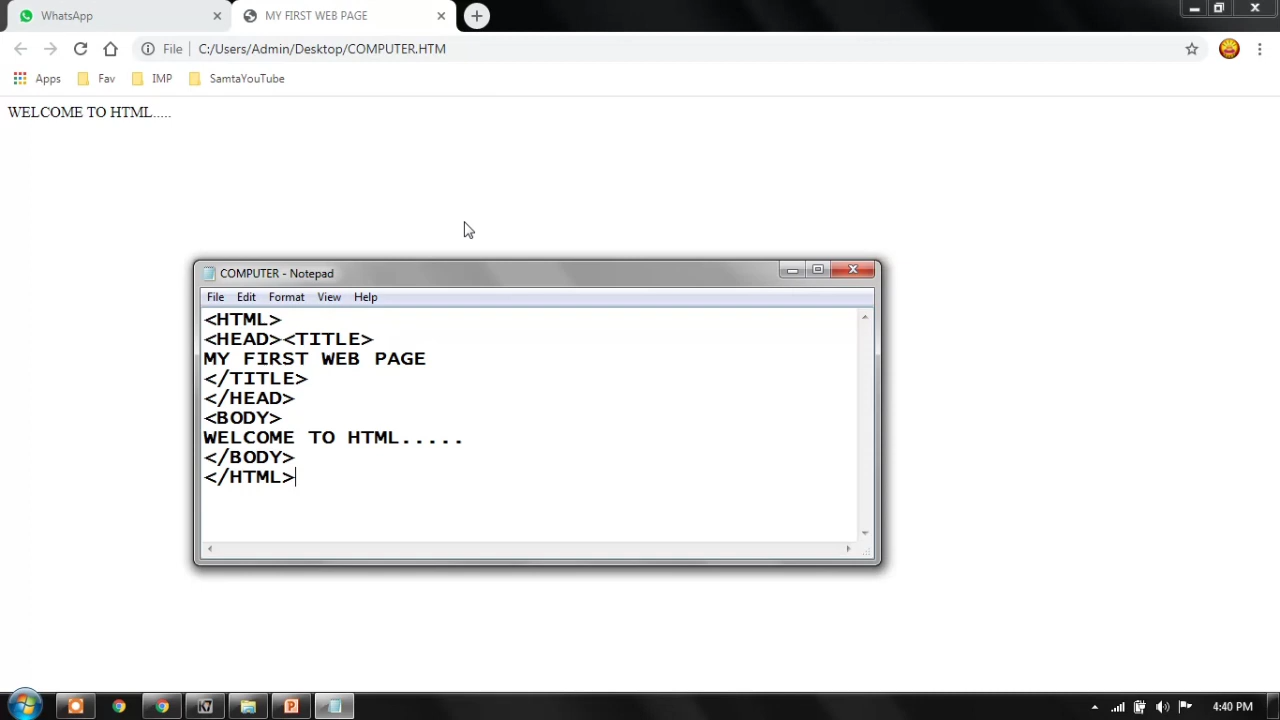 WhatsApp
MY FIRST WEB PAGE
File
C:/Users/Admin/Desktop/COMPUTER.HTM
Apps
Fav
IMP
SamtaYouTube
WELCOME TO HTML.....
COMPUTER - Notepad
File Edit Format View Help
<HTML>
<HEAD><TITLE>
MY FIRST WEB PAGE
</TITLE>
</HEAD>
<BODY>
WELCOME TO HTML.....
</BODY>
</HTML>
K7
P
4:40 PM